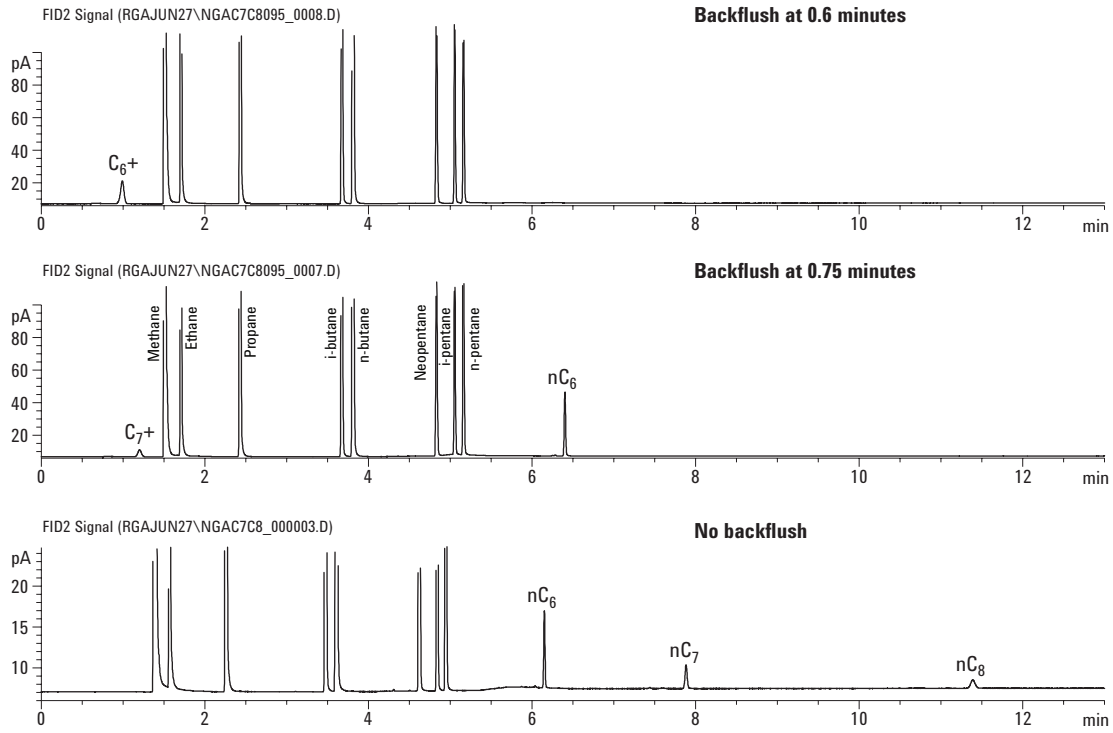 FID2 Signal (RGAJUN27\NGAC7C8095_0008.D)
Backflush at 0.6 minutes
pA
80
60
40
20
C₆+
0 2 4 6 8 10 12 min
FID2 Signal (RGAJUN27\NGAC7C8095_0007.D)
Backflush at 0.75 minutes
pA
80
60
40
20
C₇+
Methane
Ethane
Propane
i-butane
n-butane
Neopentane
i-pentane
n-pentane
nC₆
0 2 4 6 8 10 12 min
FID2 Signal (RGAJUN27\NGAC7C8_000003.D)
No backflush
pA
20
15
10
nC₆
nC₇
nC₈
0 2 4 6 8 10 12 min